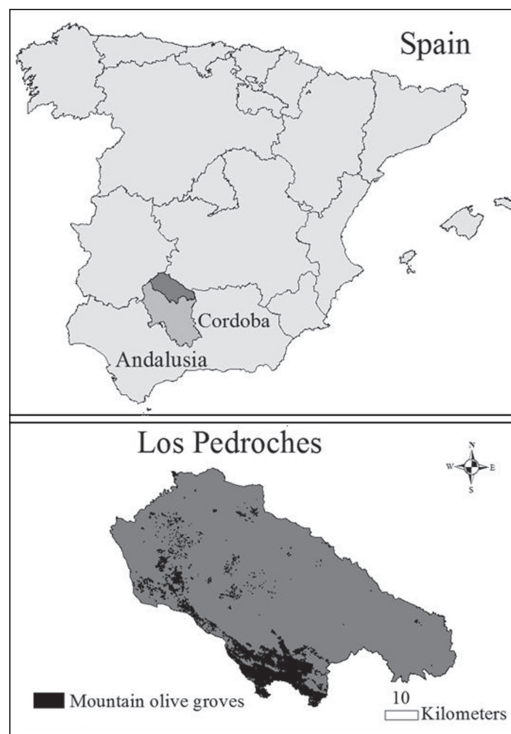 Spain
Cordoba
Andalusia
Los Pedroches
N
W E
S
Mountain olive groves
10
Kilometers